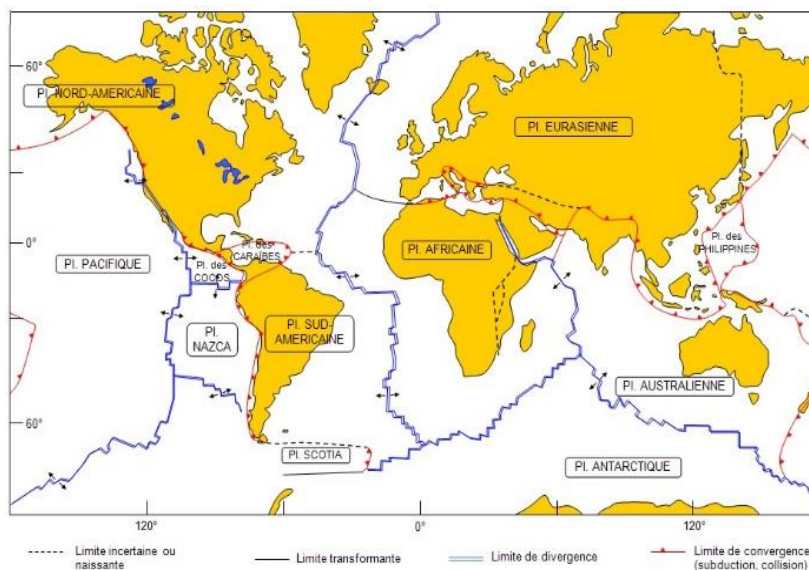 60°
Pl. NORD-AMERICAINE
Pl. EURASIENNE
0°
Pl. PACIFIQUE
Pl. des
COCOS
Pl. des
CARAÏBES
Pl. AFRICAINE
Pl. des
PHILIPPINES
Pl.
NAZCA
Pl. SUD-
AMERICAINE
Pl. AUSTRALIENNE
60°
Pl. SCOTIA
Pl. ANTARCTIQUE
120°
0°
120°
Limite incertaine ou
naissante
Limite transformante
Limite de divergence
Limite de convergence
(subduction, collision)